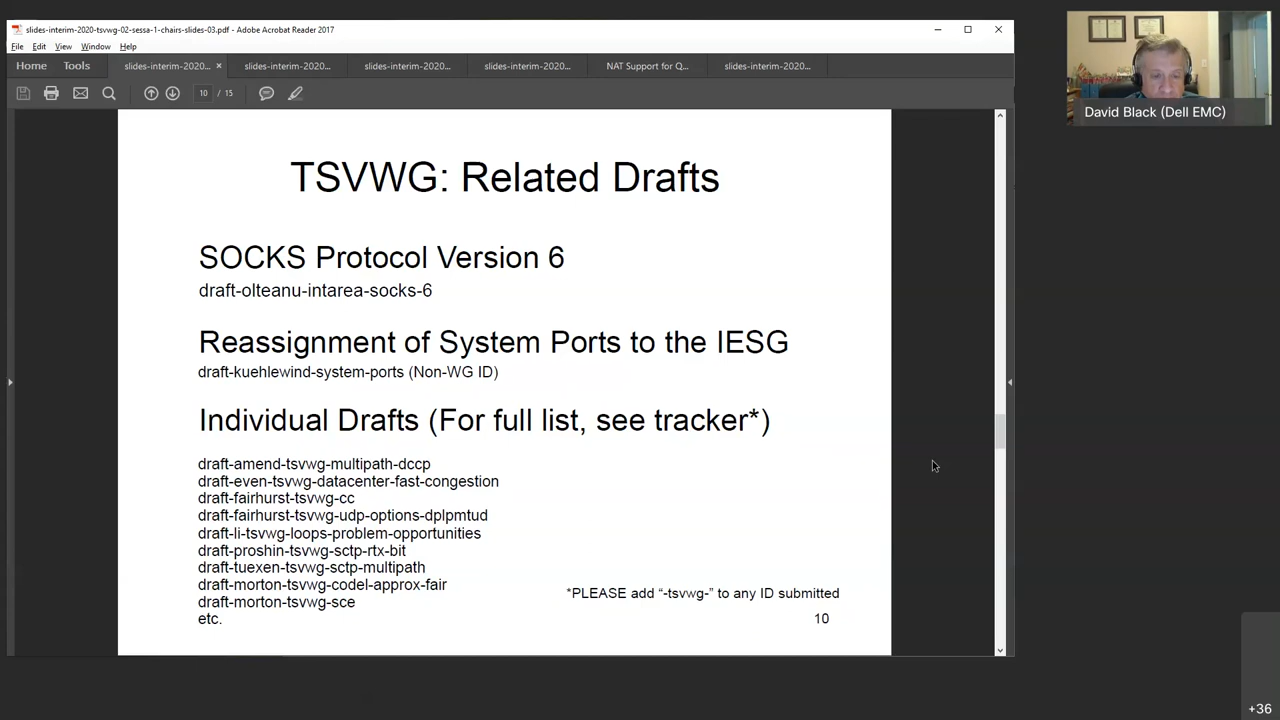 slides-interim-2020-tsvwg-02-sessa-1-chairs-slides-03.pdf - Adobe Acrobat Reader 2017
File Edit View Window Help
Home Tools slides-interim-2020... × slides-interim-2020... slides-interim-2020... slides-interim-2020... NAT Support for Q... slides-interim-2020...
10 / 15
David Black (Dell EMC)
TSVWG: Related Drafts
SOCKS Protocol Version 6
draft-olteanu-intarea-socks-6
Reassignment of System Ports to the IESG
draft-kuehlewind-system-ports (Non-WG ID)
Individual Drafts (For full list, see tracker*)
draft-amend-tsvwg-multipath-dccp
draft-even-tsvwg-datacenter-fast-congestion
draft-fairhurst-tsvwg-cc
draft-fairhurst-tsvwg-udp-options-dplpmtud
draft-li-tsvwg-loops-problem-opportunities
draft-proshin-tsvwg-sctp-rtx-bit
draft-tuexen-tsvwg-sctp-multipath
draft-morton-tsvwg-codel-approx-fair
draft-morton-tsvwg-sce
etc.
*PLEASE add “-tsvwg-” to any ID submitted
10
+36